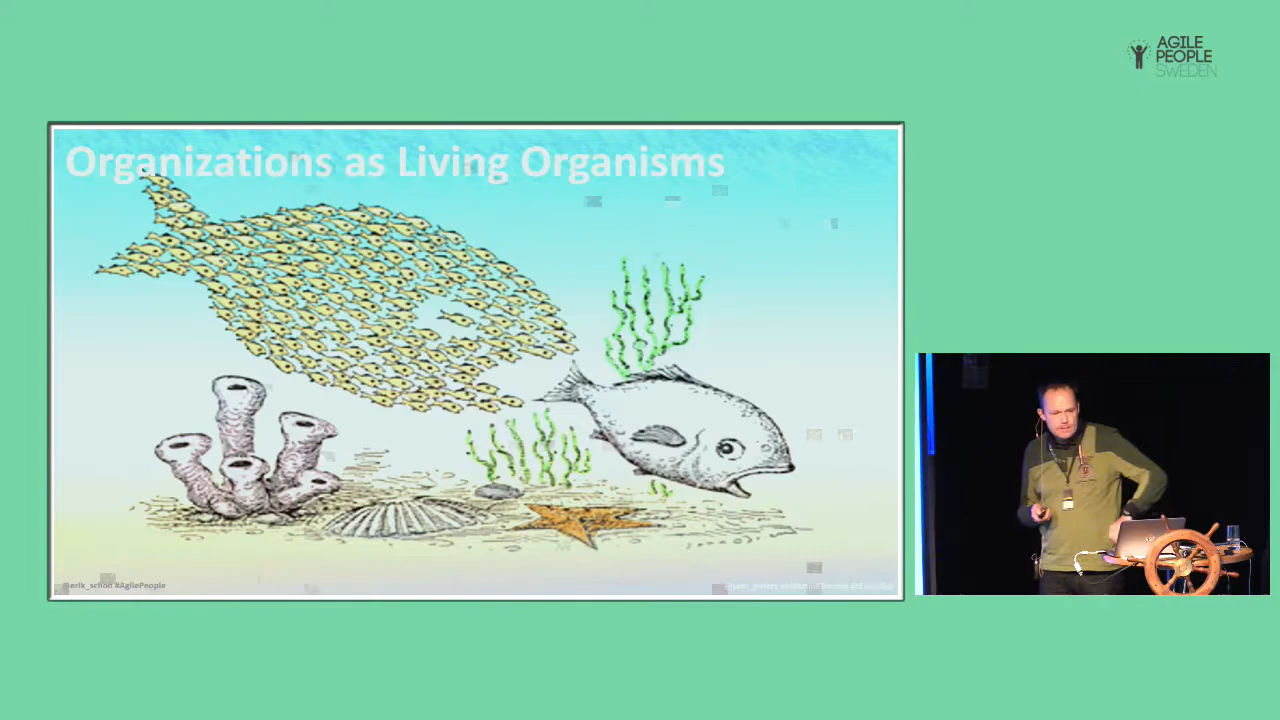 AGILE
PEOPLE
SWEDEN
Organizations as Living Organisms
@erik_schon #AgilePeople